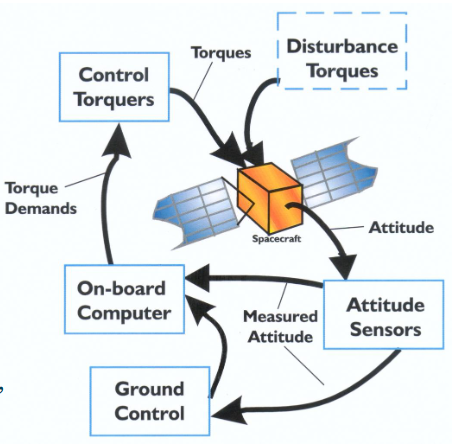 Disturbance
Torques
Torques
Control
Torquers
Torque
Demands
Attitude
Spacecraft
On-board
Computer
Measured
Attitude
Attitude
Sensors
Ground
Control
,